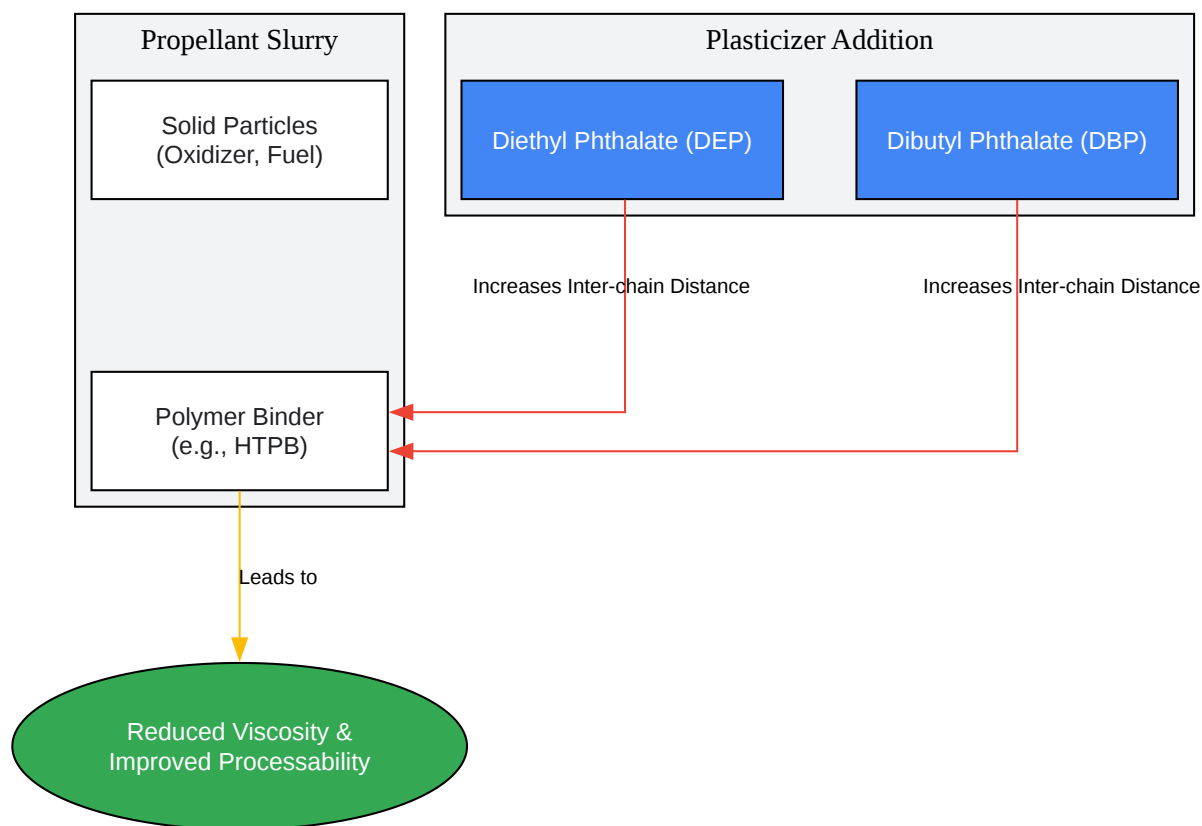 Propellant Slurry
Solid Particles
(Oxidizer, Fuel)
Polymer Binder
(e.g., HTPB)
Plasticizer Addition
Diethyl Phthalate (DEP)
Dibutyl Phthalate (DBP)
Increases Inter-chain Distance
Increases Inter-chain Distance
Leads to
Reduced Viscosity &
Improved Processability